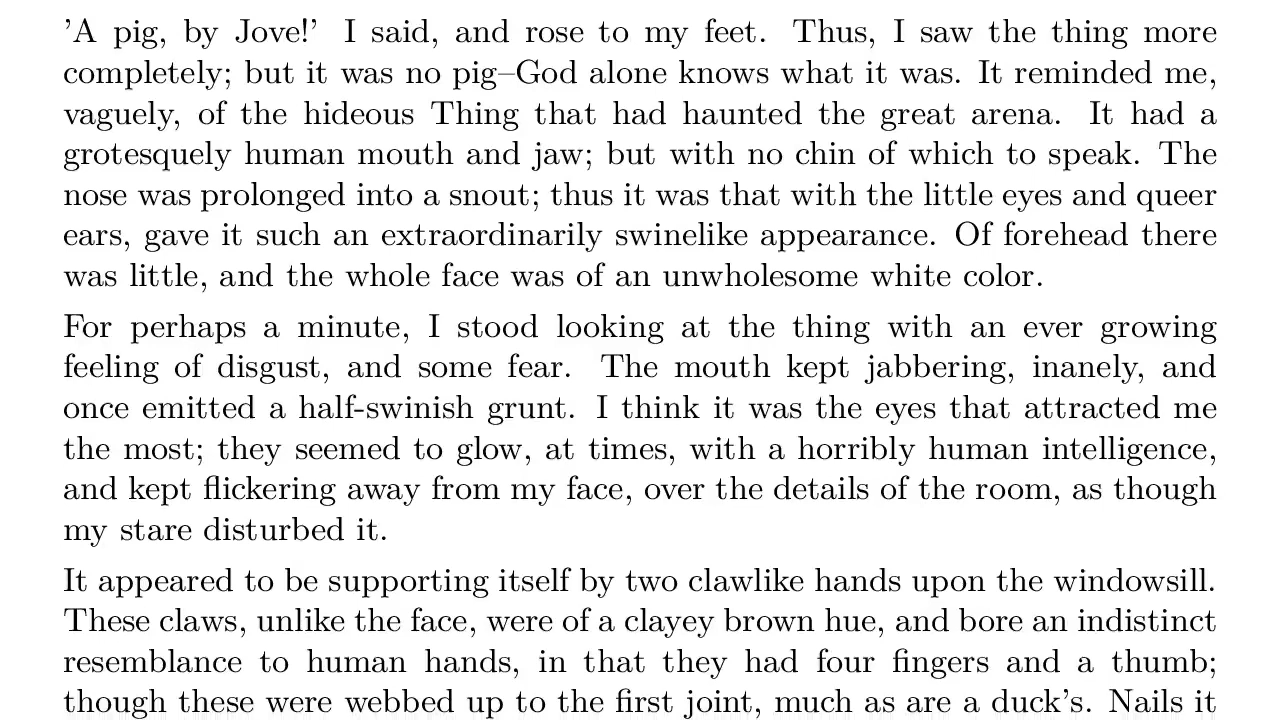 ’A pig, by Jove!’ I said, and rose to my feet. Thus, I saw the thing more
completely; but it was no pig–God alone knows what it was. It reminded me,
vaguely, of the hideous Thing that had haunted the great arena. It had a
grotesquely human mouth and jaw; but with no chin of which to speak. The
nose was prolonged into a snout; thus it was that with the little eyes and queer
ears, gave it such an extraordinarily swinelike appearance. Of forehead there
was little, and the whole face was of an unwholesome white color.
For perhaps a minute, I stood looking at the thing with an ever growing
feeling of disgust, and some fear. The mouth kept jabbering, inanely, and
once emitted a half-swinish grunt. I think it was the eyes that attracted me
the most; they seemed to glow, at times, with a horribly human intelligence,
and kept flickering away from my face, over the details of the room, as though
my stare disturbed it.
It appeared to be supporting itself by two clawlike hands upon the windowsill.
These claws, unlike the face, were of a clayey brown hue, and bore an indistinct
resemblance to human hands, in that they had four fingers and a thumb;
though these were webbed up to the first joint, much as are a duck’s. Nails it